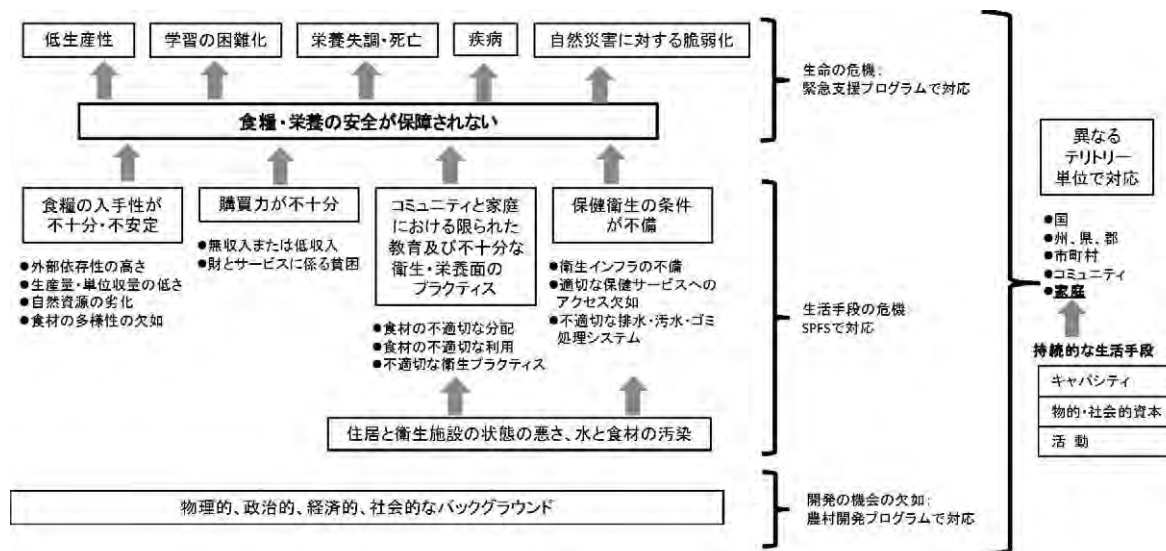 低生産性
学習の困難化
栄養失調・死亡
疾病
自然災害に対する脆弱化
生命の危機:
緊急支援プログラムで対応
食糧・栄養の安全が保障されない
異なる
テリトリー
単位で対応
食糧の入手性が
不十分・不安定
購買力が不十分
コミュニティと家庭
における限られた
教育及び不十分な
衛生・栄養面の
プラクティス
保健衛生の条件
が不備
●外部依存性の高さ
●生産量・単位収量の低さ
●自然資源の劣化
●食材の多様性の欠如
●無収入または低収入
●財とサービスに係る貧困
●食材の不適切な分配
●食材の不適切な利用
●不適切な衛生プラクティス
●衛生インフラの不備
●適切な保健サービスへの
アクセス欠如
●不適切な排水・汚水・ゴミ
処理システム
生活手段の危機:
SPFSで対応
●国
●州、県、郡
●市町村
●コミュニティ
●家庭
持続的な生活手段
キャパシティ
物的・社会的資本
活 動
住居と衛生施設の状態の悪さ、水と食材の汚染
物理的、政治的、経済的、社会的なバックグラウンド
開発の機会の欠如:
農村開発プログラムで対応